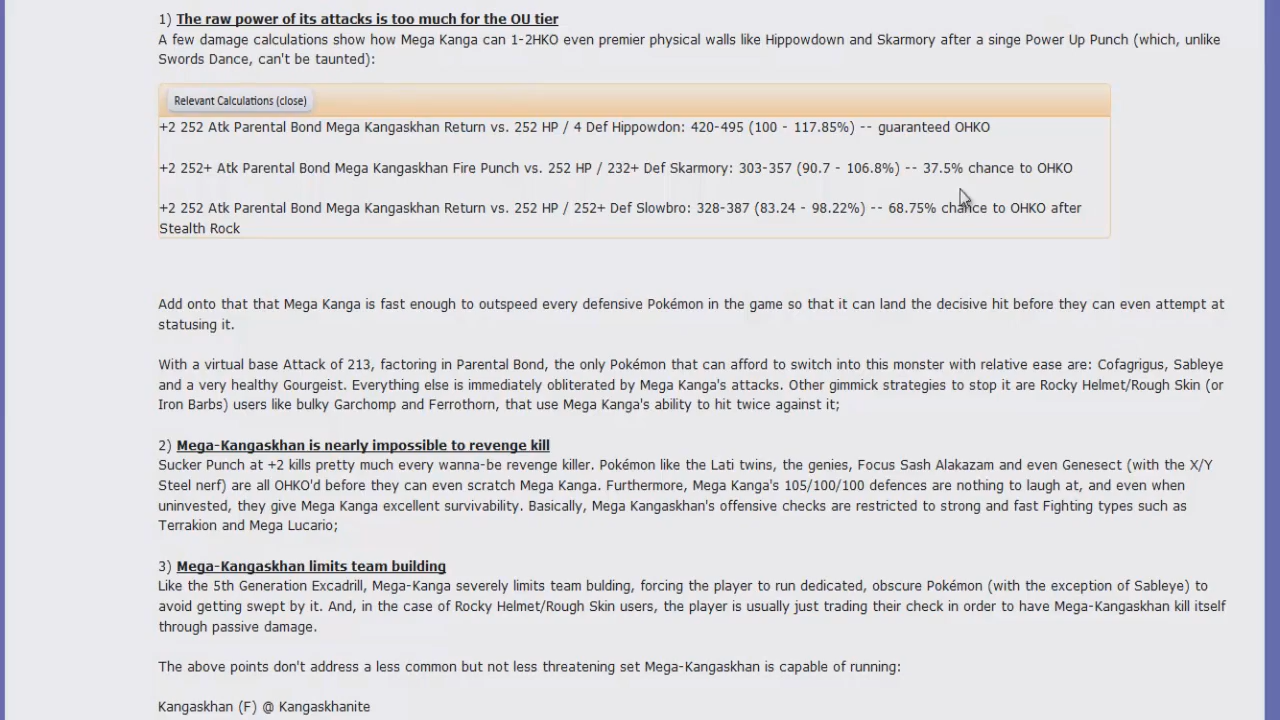 1) The raw power of its attacks is too much for the OU tier
A few damage calculations show how Mega Kanga can 1-2HKO even premier physical walls like Hippowdown and Skarmory after a singe Power Up Punch (which, unlike
Swords Dance, can't be taunted):
Relevant Calculations (close)
+2 252 Atk Parental Bond Mega Kangaskhan Return vs. 252 HP / 4 Def Hippowdon: 420-495 (100 - 117.85%) -- guaranteed OHKO
+2 252+ Atk Parental Bond Mega Kangaskhan Fire Punch vs. 252 HP / 232+ Def Skarmory: 303-357 (90.7 - 106.8%) -- 37.5% chance to OHKO
+2 252 Atk Parental Bond Mega Kangaskhan Return vs. 252 HP / 252+ Def Slowbro: 328-387 (83.24 - 98.22%) -- 68.75% chance to OHKO after
Stealth Rock
Add onto that that Mega Kanga is fast enough to outspeed every defensive Pokémon in the game so that it can land the decisive hit before they can even attempt at
statusing it.
With a virtual base Attack of 213, factoring in Parental Bond, the only Pokémon that can afford to switch into this monster with relative ease are: Cofagrigus, Sableye
and a very healthy Gourgeist. Everything else is immediately obliterated by Mega Kanga's attacks. Other gimmick strategies to stop it are Rocky Helmet/Rough Skin (or
Iron Barbs) users like bulky Garchomp and Ferrothorn, that use Mega Kanga's ability to hit twice against it;
2) Mega-Kangaskhan is nearly impossible to revenge kill
Sucker Punch at +2 kills pretty much every wanna-be revenge killer. Pokémon like the Lati twins, the genies, Focus Sash Alakazam and even Genesect (with the X/Y
Steel nerf) are all OHKO'd before they can even scratch Mega Kanga. Furthermore, Mega Kanga's 105/100/100 defences are nothing to laugh at, and even when
uninvested, they give Mega Kanga excellent survivability. Basically, Mega Kangaskhan's offensive checks are restricted to strong and fast Fighting types such as
Terrakion and Mega Lucario;
3) Mega-Kangaskhan limits team building
Like the 5th Generation Excadrill, Mega-Kanga severely limits team bulding, forcing the player to run dedicated, obscure Pokémon (with the exception of Sableye) to
avoid getting swept by it. And, in the case of Rocky Helmet/Rough Skin users, the player is usually just trading their check in order to have Mega-Kangaskhan kill itself
through passive damage.
The above points don't address a less common but not less threatening set Mega-Kangaskhan is capable of running:
Kangaskhan (F) @ Kangaskhanite